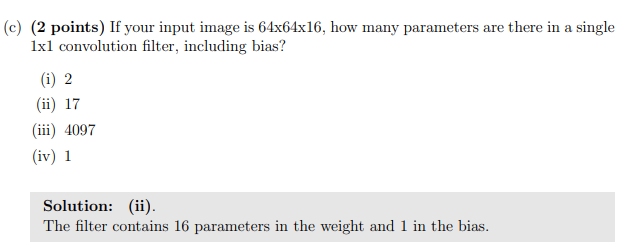 (c) (2 points) If your input image is 64x64x16, how many parameters are there in a single
1x1 convolution filter, including bias?
(i) 2
(ii) 17
(iii) 4097
(iv) 1
Solution: (ii).
The filter contains 16 parameters in the weight and 1 in the bias.